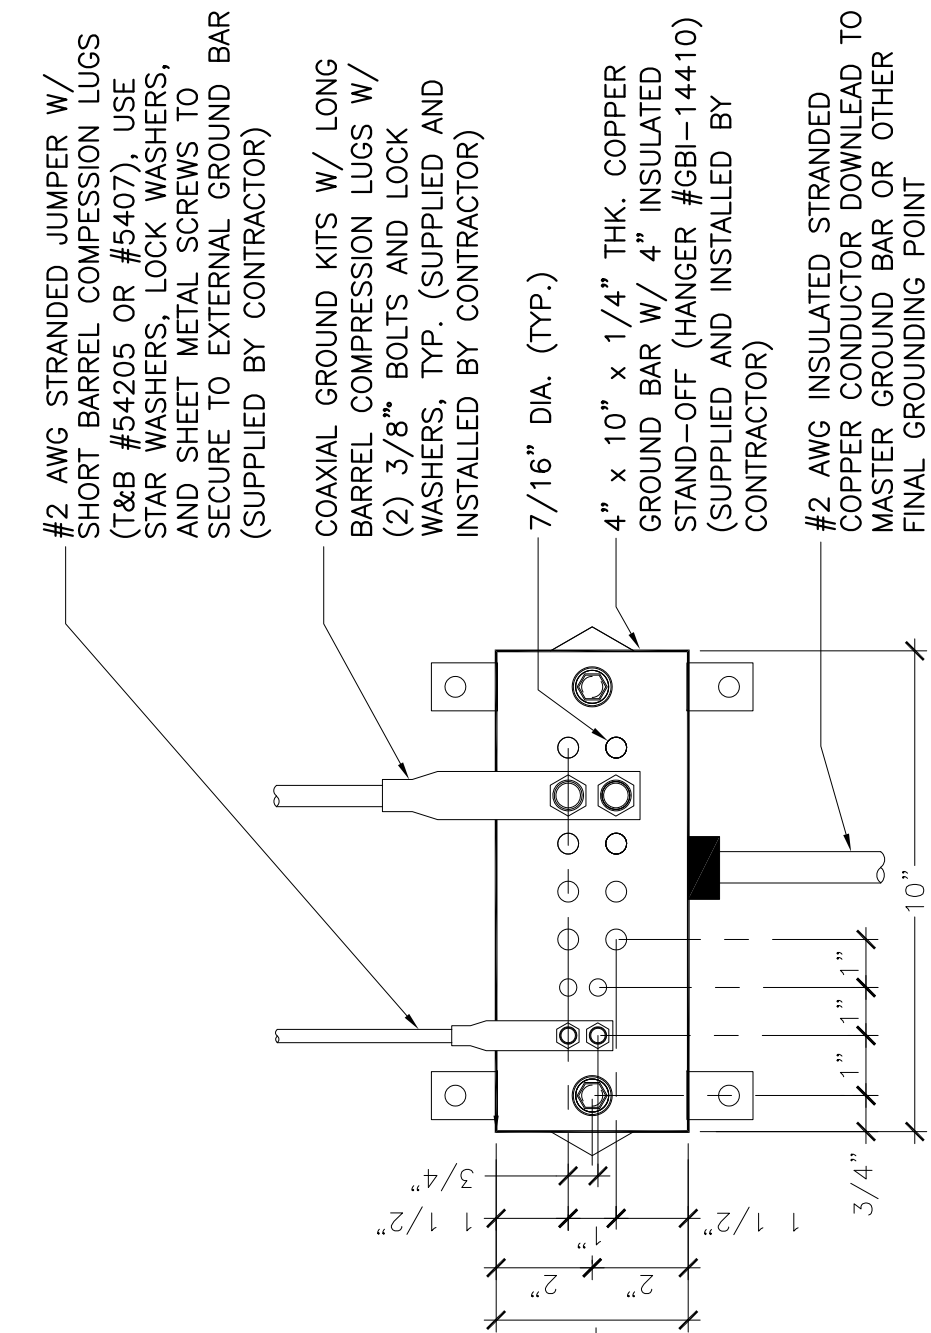 #2 AWG STRANDED JUMPER W/
SHORT BARREL COMPESSION LUGS
(T&B #54205 OR #5407), USE
STAR WASHERS, LOCK WASHERS,
AND SHEET METAL SCREWS TO
SECURE TO EXTERNAL GROUND BAR
(SUPPLIED BY CONTRACTOR)
COAXIAL GROUND KITS W/ LONG
BARREL COMPRESSION LUGS W/
(2) 3/8"ø BOLTS AND LOCK
WASHERS, TYP. (SUPPLIED AND
INSTALLED BY CONTRACTOR)
7/16" DIA. (TYP.)
4" x 10" x 1/4" THK. COPPER
GROUND BAR W/ 4" INSULATED
STAND-OFF (HANGER #GBI-14410)
(SUPPLIED AND INSTALLED BY
CONTRACTOR)
#2 AWG INSULATED STRANDED
COPPER CONDUCTOR DOWNLEAD TO
MASTER GROUND BAR OR OTHER
FINAL GROUNDING POINT
3/4"
1 1/2"
1"
1 1/2"
2"
2"
3/4"
1"
1"
1"
10"